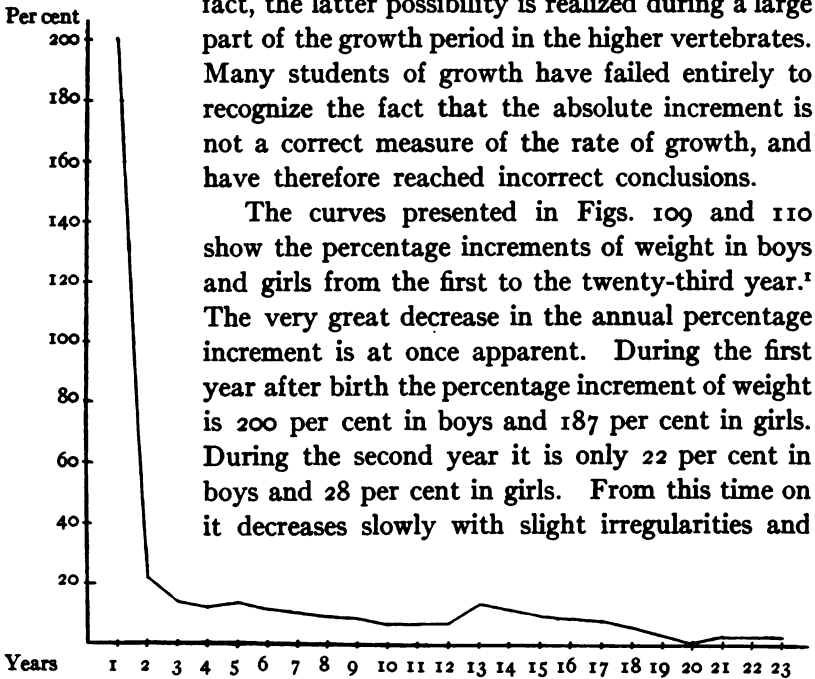 fact, the latter possibility is realized during a large
part of the growth period in the higher vertebrates.
Many students of growth have failed entirely to
recognize the fact that the absolute increment is
not a correct measure of the rate of growth, and
have therefore reached incorrect conclusions.
The curves presented in Figs. 109 and 110
show the percentage increments of weight in boys
and girls from the first to the twenty-third year.¹
The very great decrease in the annual percentage
increment is at once apparent. During the first
year after birth the percentage increment of weight
is 200 per cent in boys and 187 per cent in girls.
During the second year it is only 22 per cent in
boys and 28 per cent in girls. From this time on
it decreases slowly with slight irregularities and
Per cent
200
180
160
140
120
100
80
60
40
20
Years 1 2 3 4 5 6 7 8 9 10 11 12 13 14 15 16 17 18 19 20 21 22 23